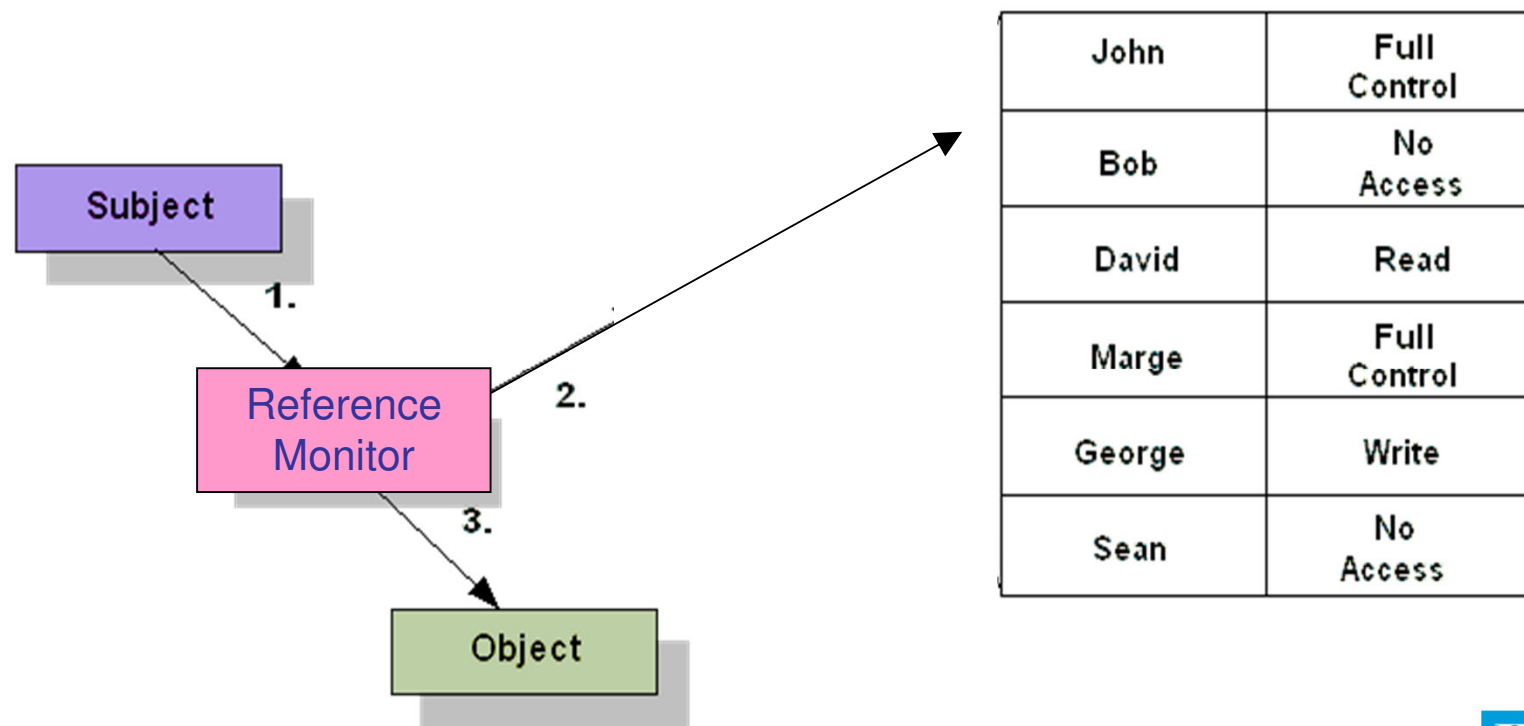 Subject
1.
Reference
Monitor
2.
3.
Object
John
Full
Control
Bob
No
Access
David
Read
Marge
Full
Control
George
Write
Sean
No
Access